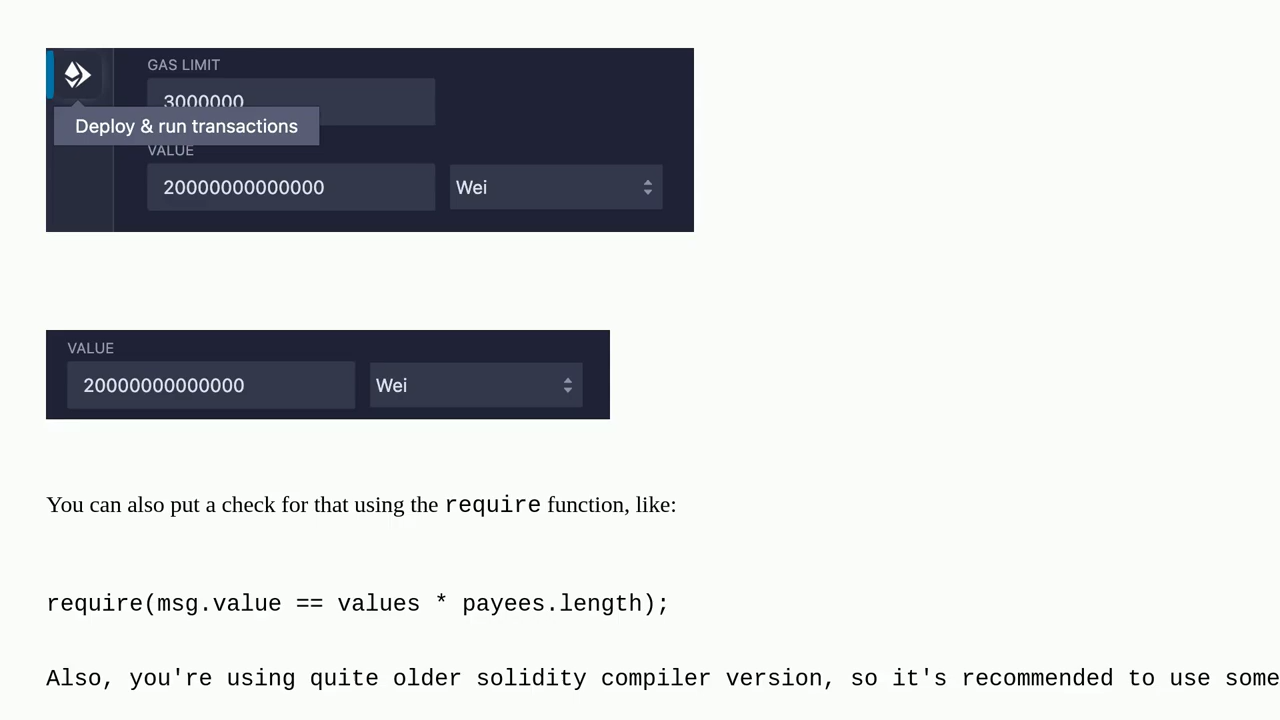 GAS LIMIT
3000000
Deploy & run transactions
VALUE
20000000000000 Wei
VALUE
20000000000000 Wei
You can also put a check for that using the require function, like:
require(msg.value == values * payees.length);
Also, you're using quite older solidity compiler version, so it's recommended to use some